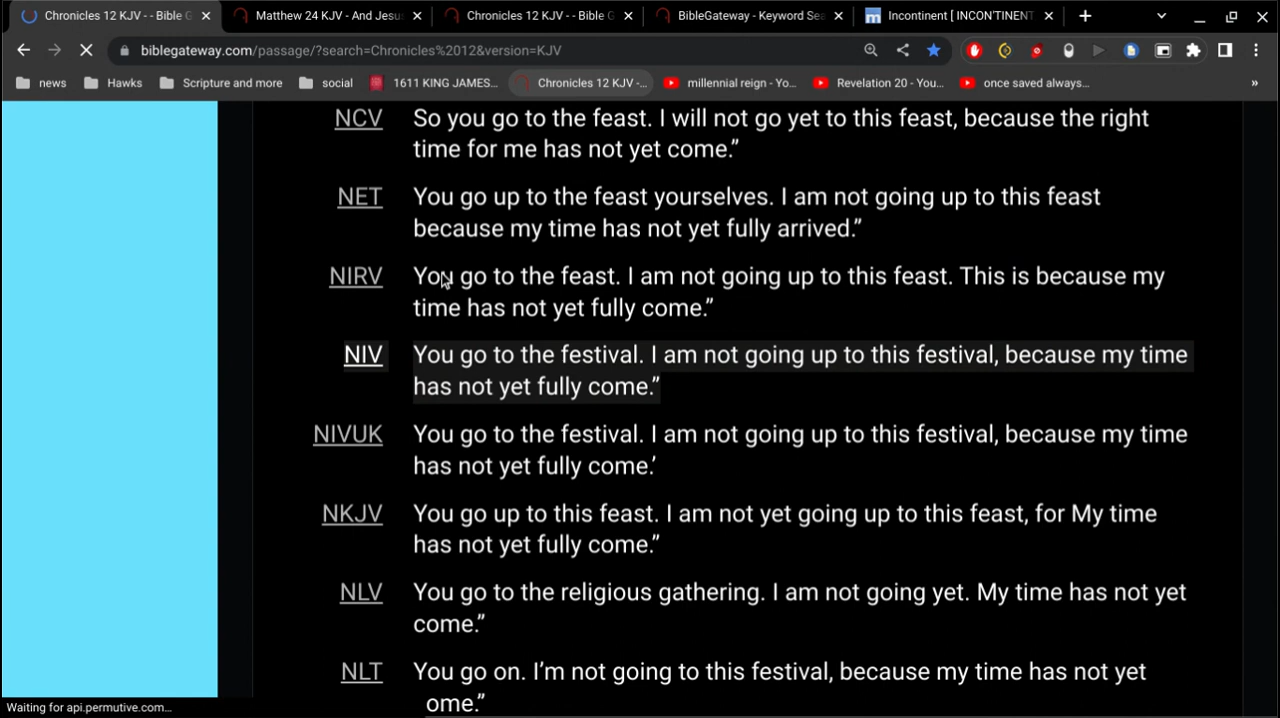 Chronicles 12 KJV - - Bible G
Matthew 24 KJV - And Jesu
Chronicles 12 KJV - - Bible G
BibleGateway - Keyword Sea
Incontinent [ INCON'TINENT
biblegateway.com/passage/?search=Chronicles%2012&version=KJV
news
Hawks
Scripture and more
social
1611 KING JAMES...
Chronicles 12 KJV -...
millennial reign - Yo...
Revelation 20 - You...
once saved always...
»
NCV So you go to the feast. I will not go yet to this feast, because the right
time for me has not yet come.”
NET You go up to the feast yourselves. I am not going up to this feast
because my time has not yet fully arrived.”
NIRV You go to the feast. I am not going up to this feast. This is because my
time has not yet fully come.”
NIV You go to the festival. I am not going up to this festival, because my time
has not yet fully come.”
NIVUK You go to the festival. I am not going up to this festival, because my time
has not yet fully come.’
NKJV You go up to this feast. I am not yet going up to this feast, for My time
has not yet fully come.”
NLV You go to the religious gathering. I am not going yet. My time has not yet
come.”
NLT You go on. I’m not going to this festival, because my time has not yet
ome.”
Waiting for api.permutive.com...